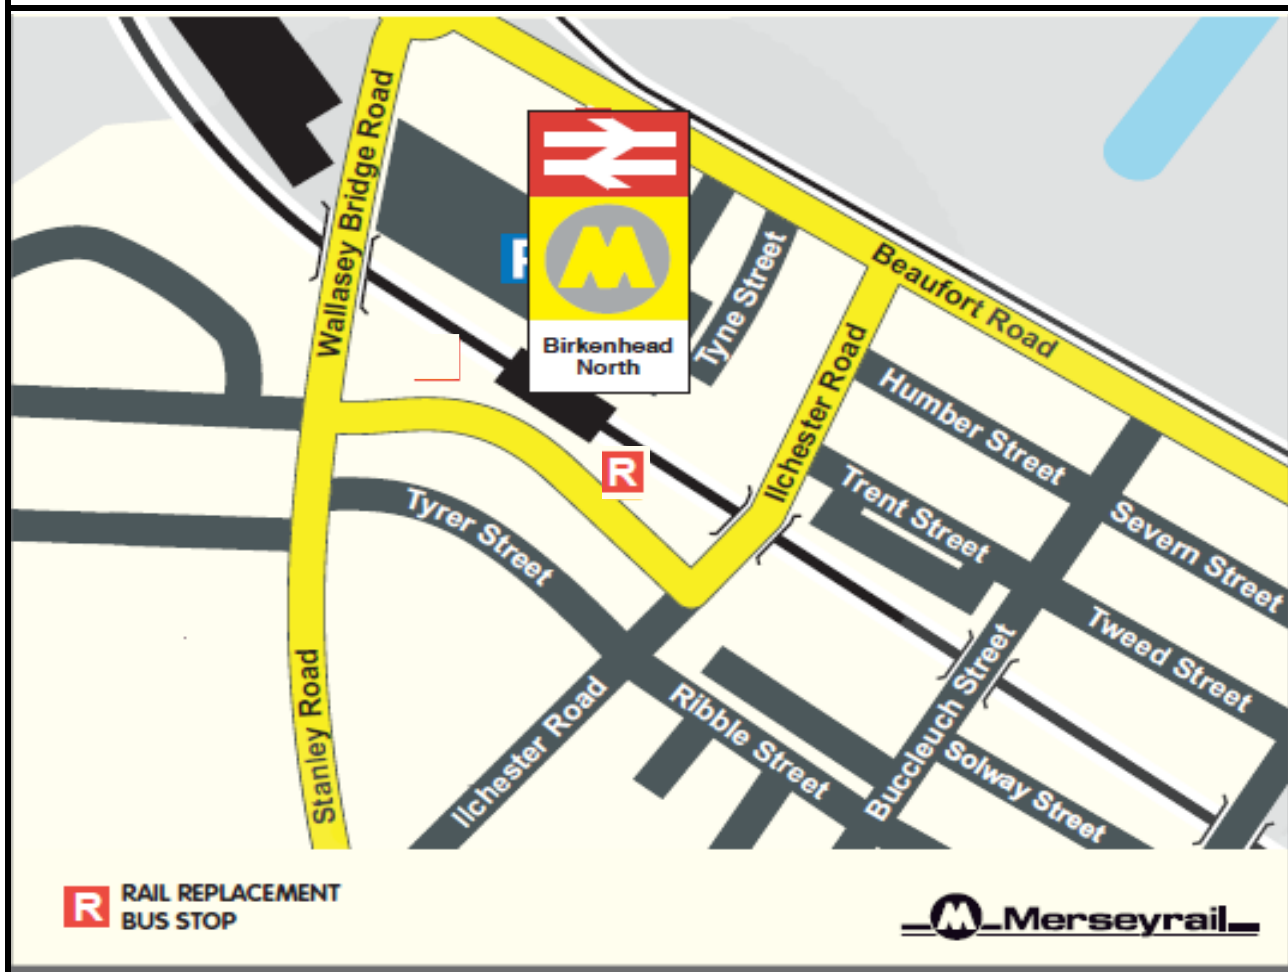 Wallasey Bridge Road
Birkenhead
North
Tyne Street
Beaufort Road
Ilchester Road
Humber Street
Trent Street
Severn Street
R
Tyrer Street
Tweed Street
Stanley Road
Ilchester Road
Ribble Street
Buccleuch Street
Solway Street
R
RAIL REPLACEMENT
BUS STOP
M Merseyrail